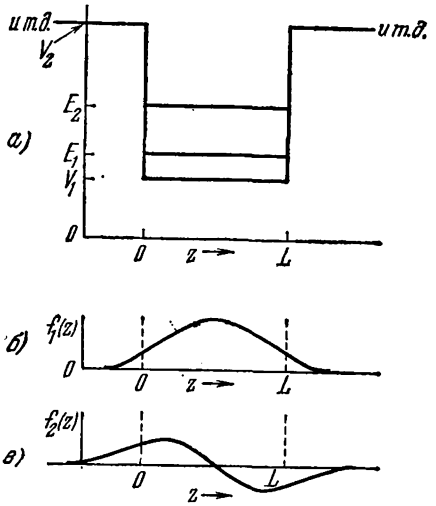 и т.д.
и т.д.
V₂
E₂
а)
E₁
V₁
0
0 z → L
б)
f₁(z)
0
0 z → L
в)
f₂(z)
0 z → L